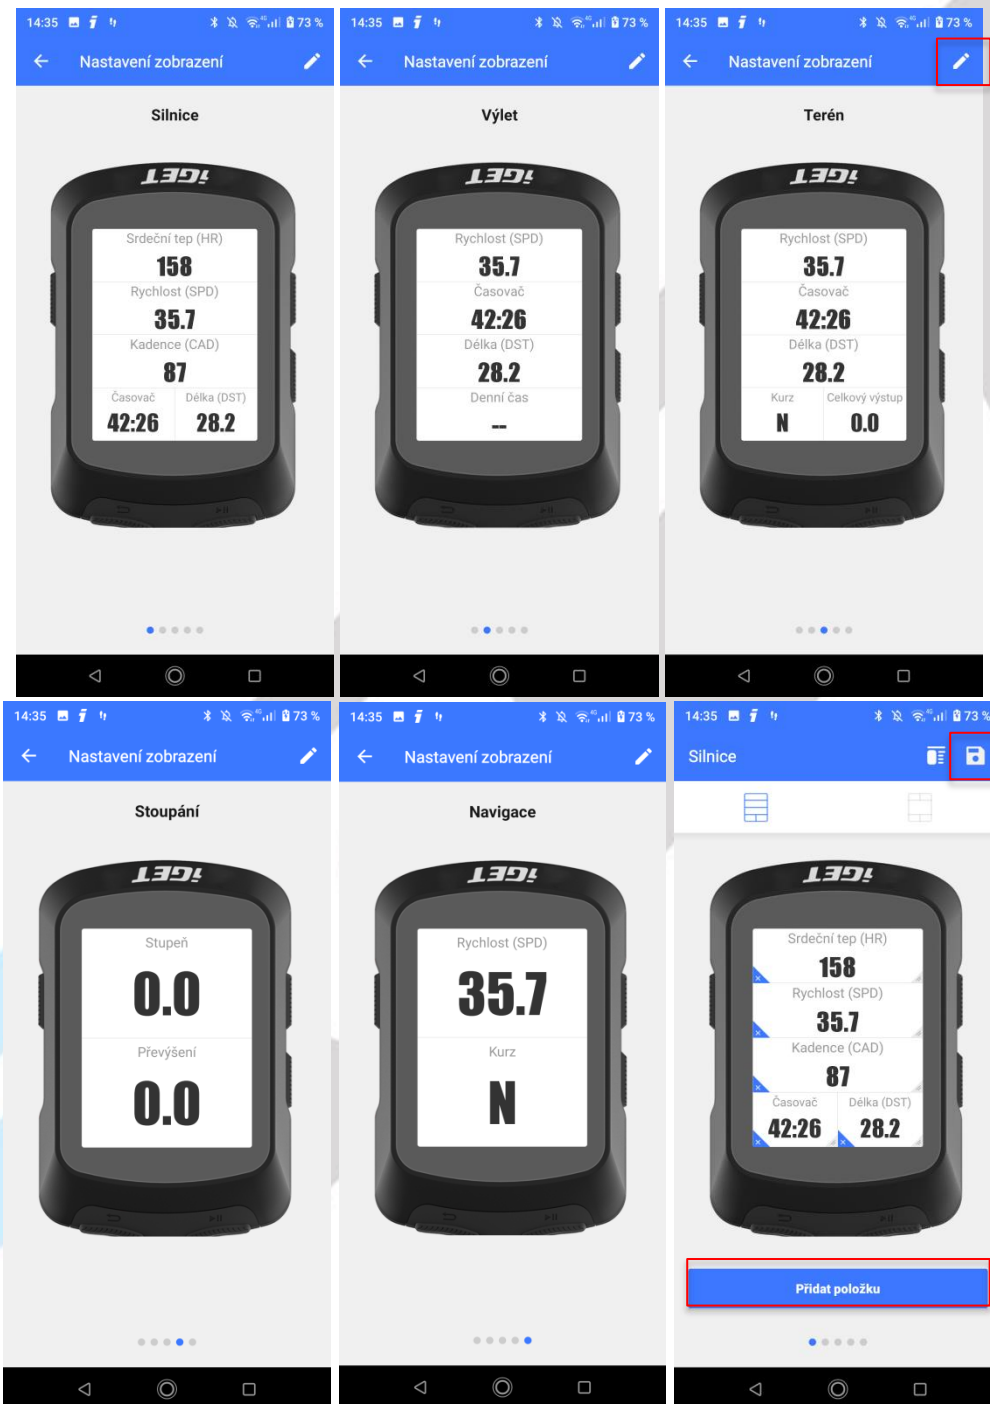 14:35
73 %
Nastavení zobrazení
Silnice
iGET
Srdeční tep (HR)
158
Rychlost (SPD)
35.7
Kadence (CAD)
87
Časovač
Délka (DST)
42:26
28.2
14:35
73 %
Nastavení zobrazení
Výlet
iGET
Rychlost (SPD)
35.7
Časovač
42:26
Délka (DST)
28.2
Denní čas
--
14:35
73 %
Nastavení zobrazení
Terén
iGET
Rychlost (SPD)
35.7
Časovač
42:26
Délka (DST)
28.2
Kurz
Celkový výstup
N
0.0
14:35
73 %
Nastavení zobrazení
Stoupání
iGET
Stupeň
0.0
Převýšení
0.0
14:35
73 %
Nastavení zobrazení
Navigace
iGET
Rychlost (SPD)
35.7
Kurz
N
14:35
73 %
Silnice
iGET
Srdeční tep (HR)
158
Rychlost (SPD)
35.7
Kadence (CAD)
87
Časovač
Délka (DST)
42:26
28.2
Přidat položku